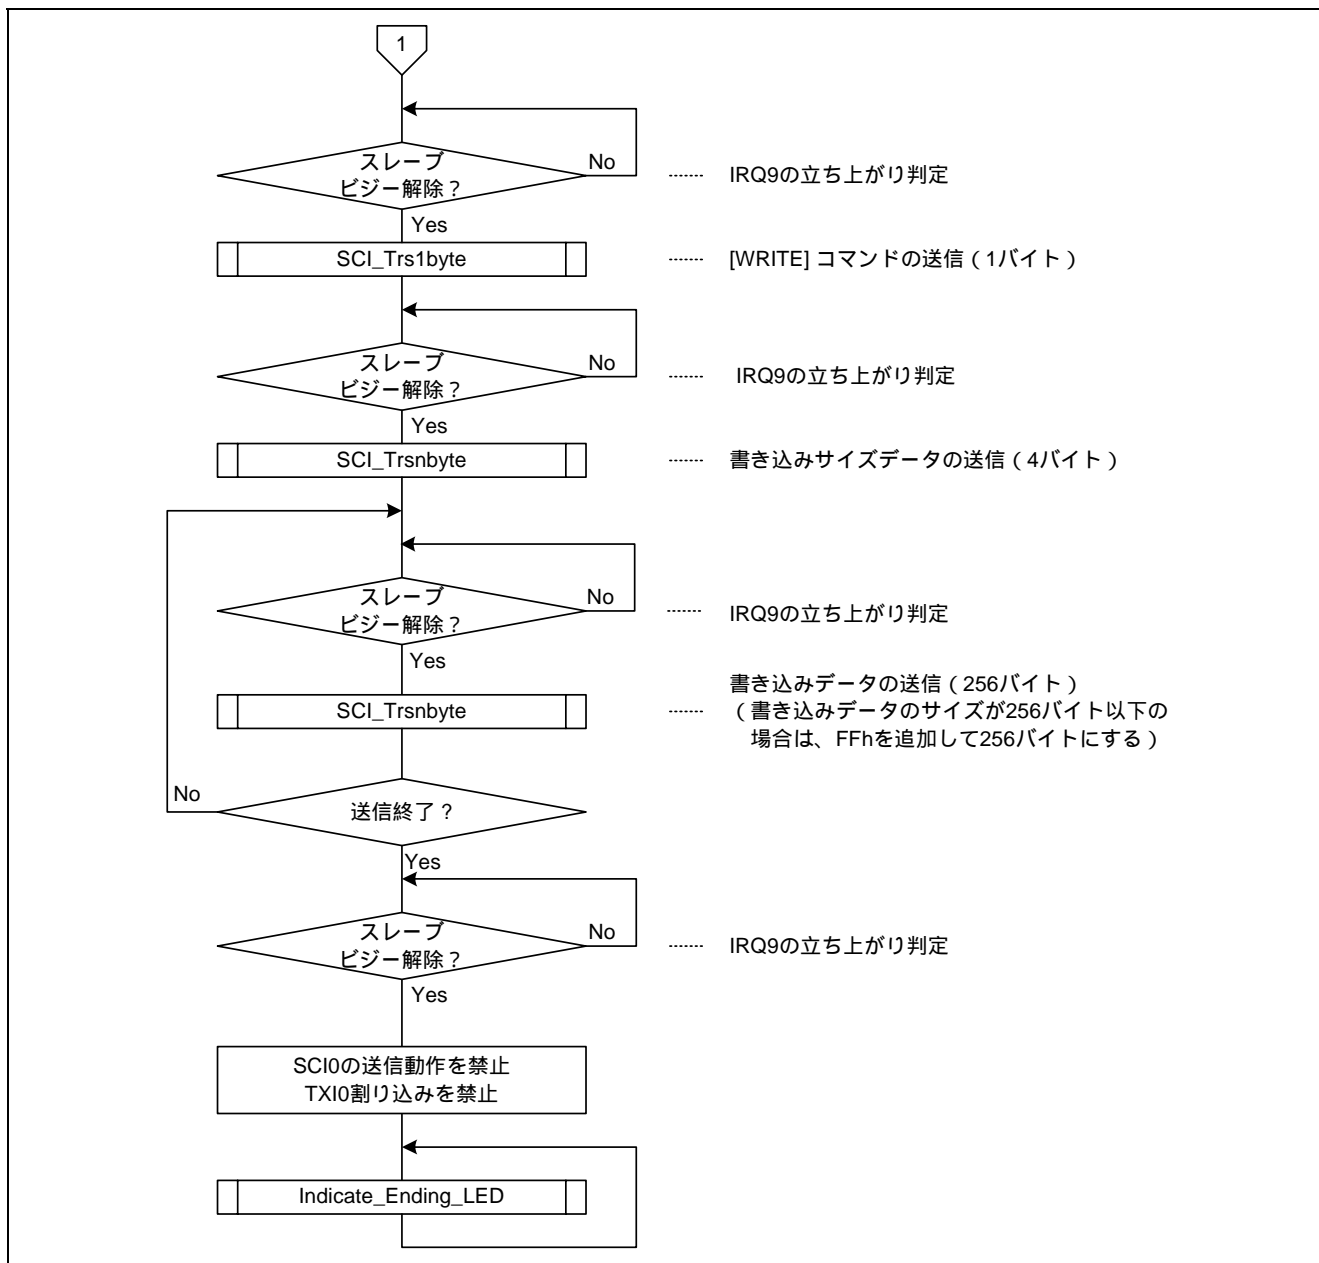 1
スレーブ
ビジー解除？
No
IRQ9の立ち上がり判定
Yes
SCI_Trs1byte
[WRITE] コマンドの送信（1バイト）
スレーブ
ビジー解除？
No
IRQ9の立ち上がり判定
Yes
SCI_Trsnbyte
書き込みサイズデータの送信（4バイト）
スレーブ
ビジー解除？
No
IRQ9の立ち上がり判定
Yes
SCI_Trsnbyte
書き込みデータの送信（256バイト）
（書き込みデータのサイズが256バイト以下の
場合は、FFhを追加して256バイトにする）
No
送信終了？
Yes
スレーブ
ビジー解除？
No
IRQ9の立ち上がり判定
Yes
SCI0の送信動作を禁止
TXI0割り込みを禁止
Indicate_Ending_LED